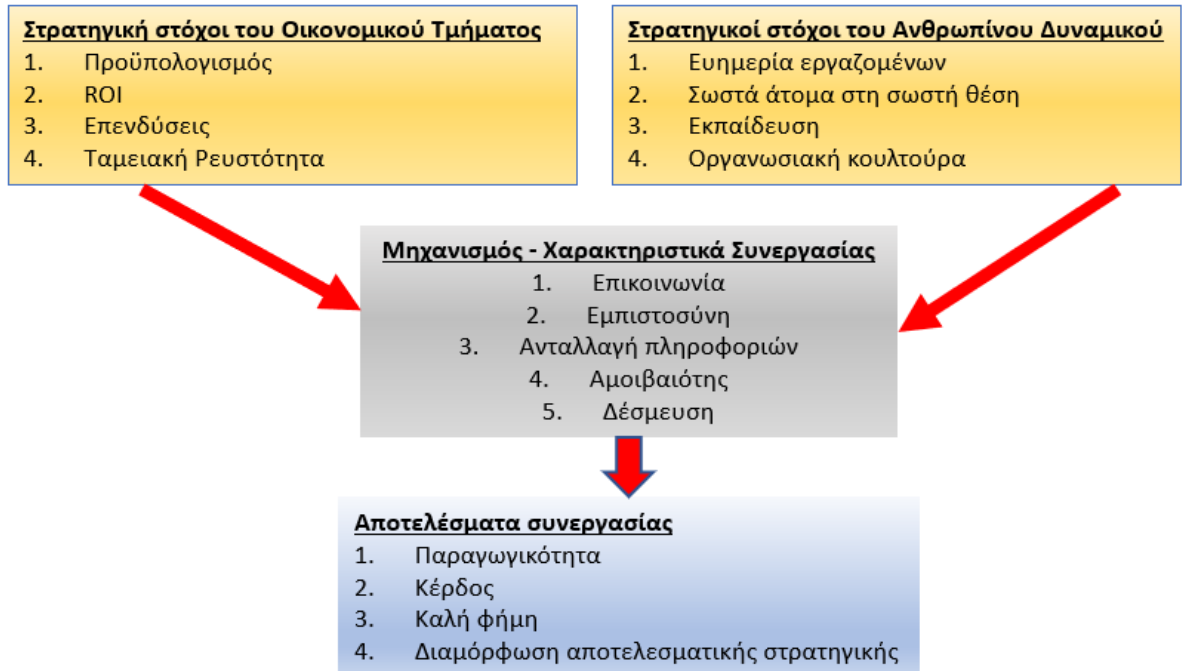 Στρατηγική στόχοι του Οικονομικού Τμήματος
1. Προϋπολογισμός
2. ROI
3. Επενδύσεις
4. Ταμειακή Ρευστότητα
Στρατηγικοί στόχοι του Ανθρωπίνου Δυναμικού
1. Ευημερία εργαζομένων
2. Σωστά άτομα στη σωστή θέση
3. Εκπαίδευση
4. Οργανωσιακή κουλτούρα
Μηχανισμός - Χαρακτηριστικά Συνεργασίας
1. Επικοινωνία
2. Εμπιστοσύνη
3. Ανταλλαγή πληροφοριών
4. Αμοιβαιότης
5. Δέσμευση
Αποτελέσματα συνεργασίας
1. Παραγωγικότητα
2. Κέρδος
3. Καλή φήμη
4. Διαμόρφωση αποτελεσματικής στρατηγικής